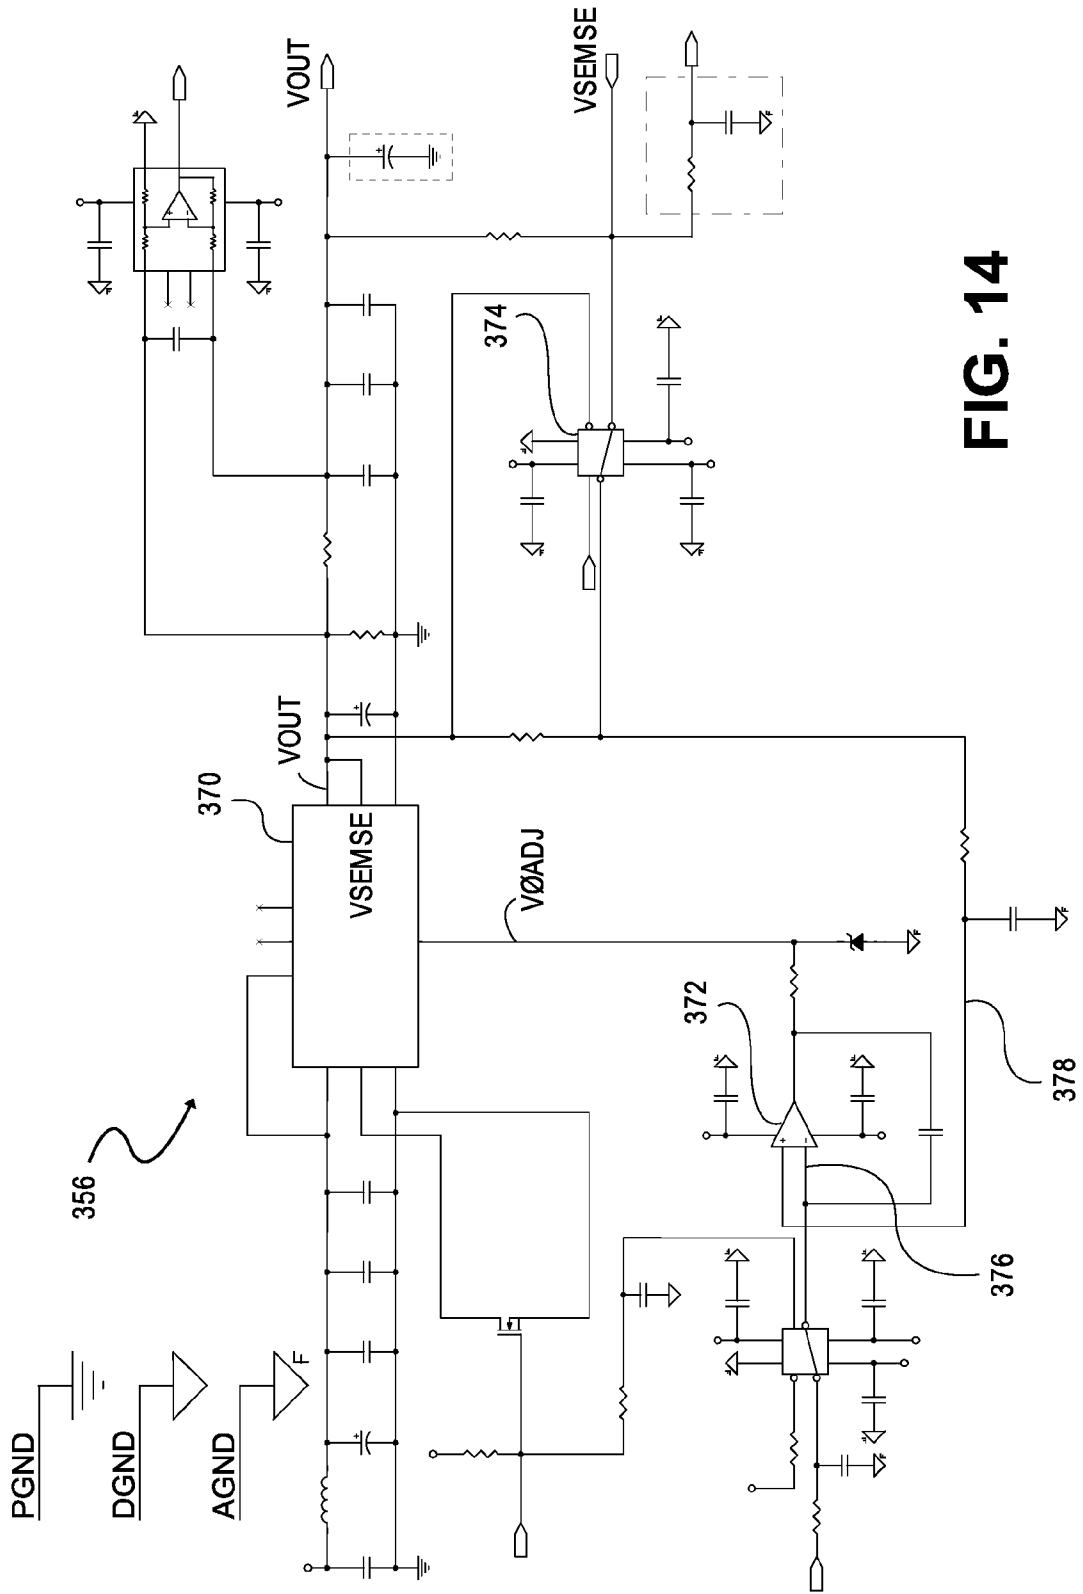 PGND
DGND
AGND
F
356
370
VOUT
VSEMSE
VOUT
VSEMSE
374
VØADJ
372
376
378
FIG. 14